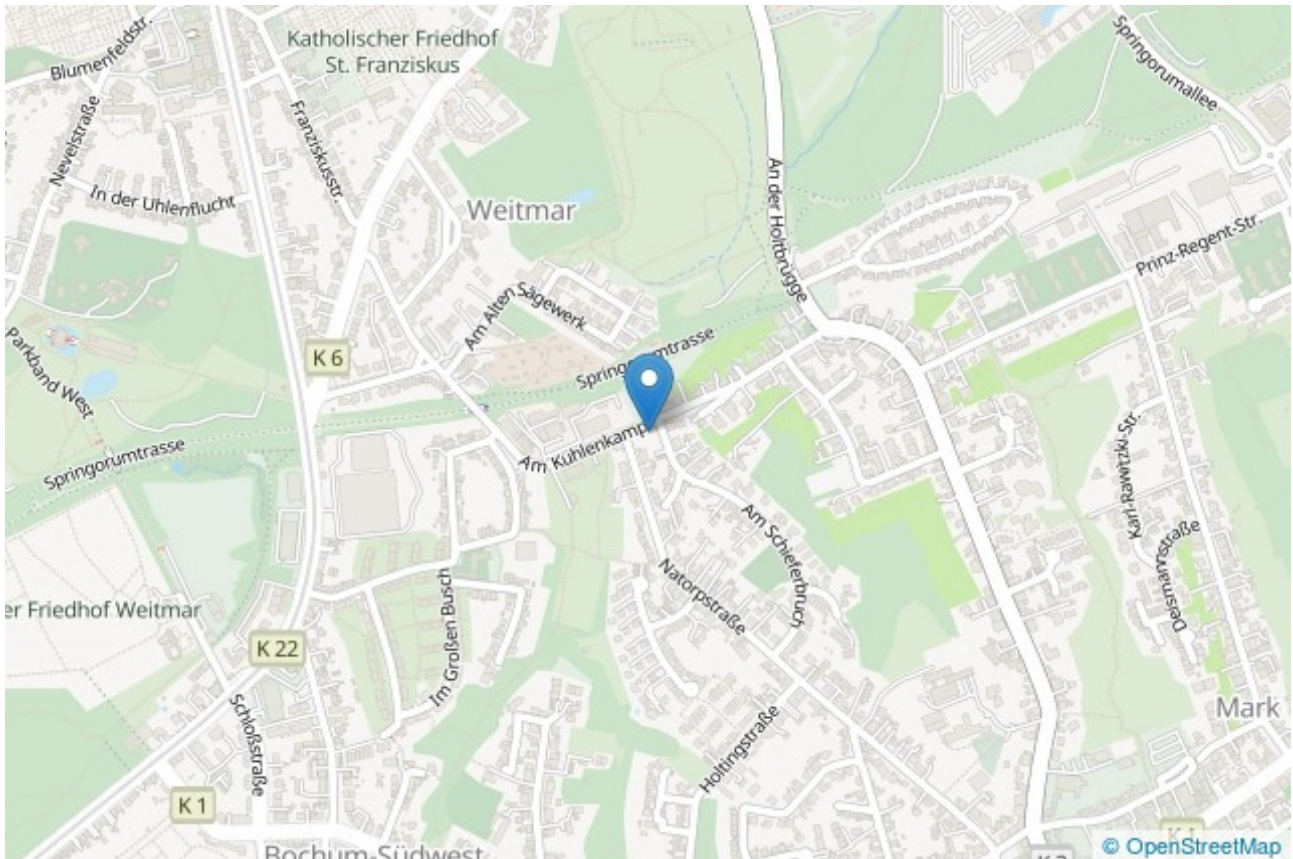 Katholischer Friedhof
St. Franziskus
Blumenfeldstr.
Springorumallee
Nevelstraße
Franziskusstr.
In der Uhlenflucht
Weitmar
An der Holtbrügge
Prinz-Regent-Str.
Am Alten Sägewerk
Parkband West
K 6
Springorumtrasse
Springorumtrasse
Am Kuhlenkamp
Karl-Rawitzki-Str.
Am Schieferbruch
Deismannstraße
Natorpstraße
Im Großen Busch
er Friedhof Weitmar
K 22
Schloßstraße
Holtingstraße
Mark
K 1
Bochum-Südwest
© OpenStreetMap